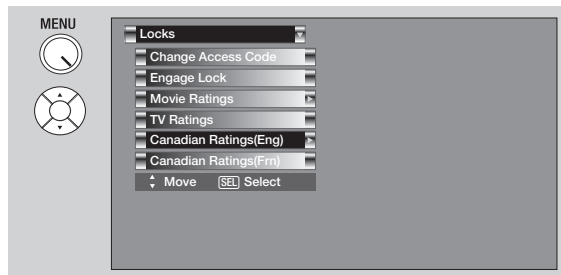 MENU
Locks
Change Access Code
Engage Lock
Movie Ratings
TV Ratings
Canadian Ratings(Eng)
Canadian Ratings(Frn)
Move SEL Select